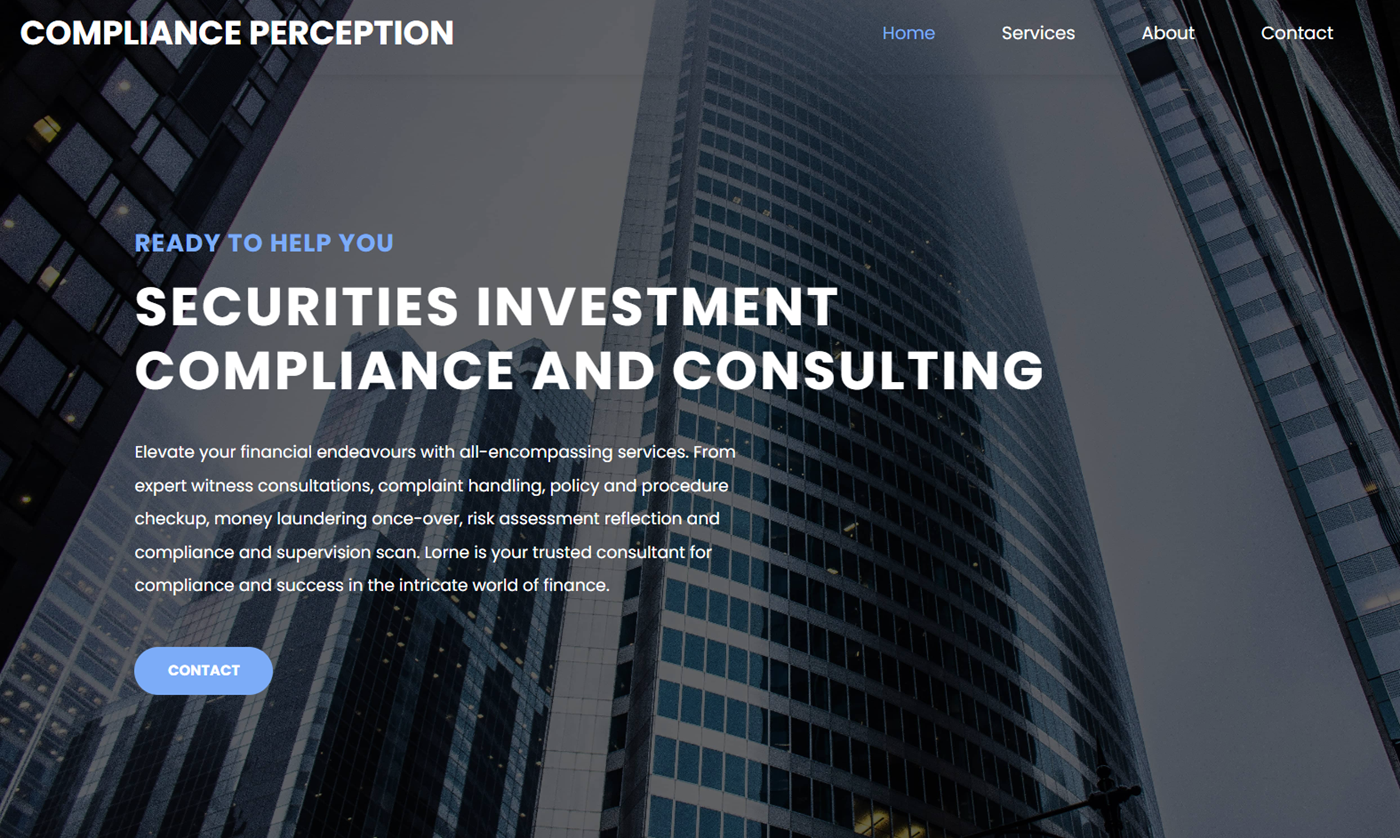 COMPLIANCE PERCEPTION
Home Services About Contact
READY TO HELP YOU
SECURITIES INVESTMENT
COMPLIANCE AND CONSULTING
Elevate your financial endeavours with all-encompassing services. From
expert witness consultations, complaint handling, policy and procedure
checkup, money laundering once-over, risk assessment reflection and
compliance and supervision scan. Lorne is your trusted consultant for
compliance and success in the intricate world of finance.
CONTACT